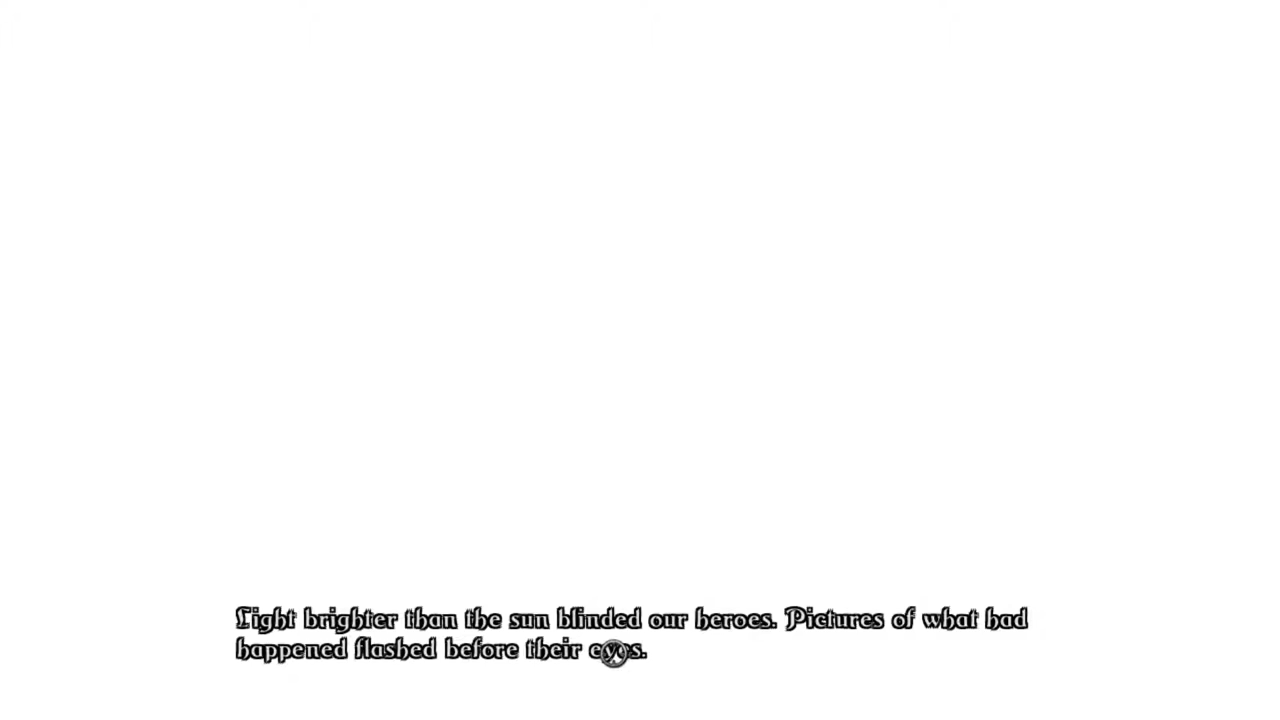 Light brighter than the sun blinded our heroes. Pictures of what had
happened flashed before their eyes.